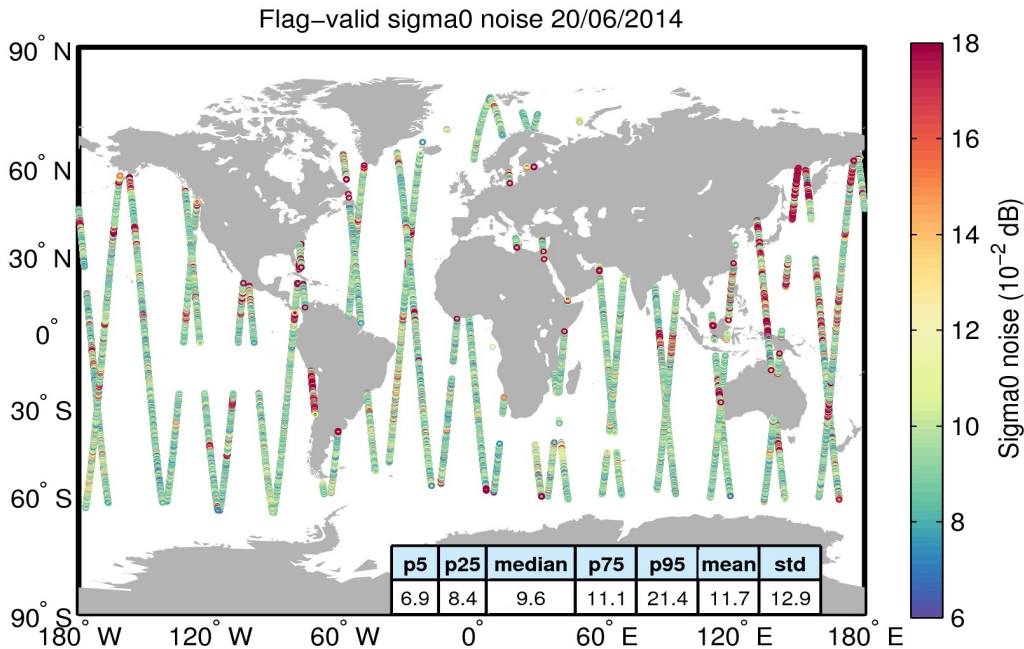 Flag−valid sigma0 noise 20/06/2014
90° N
60° N
30° N
0°
30° S
60° S
90° S
180° W
120° W
60° W
0°
60° E
120° E
180° E
p5 p25 median p75 p95 mean std
6.9 8.4 9.6 11.1 21.4 11.7 12.9
18
16
14
12
10
8
6
Sigma0 noise (10⁻² dB)